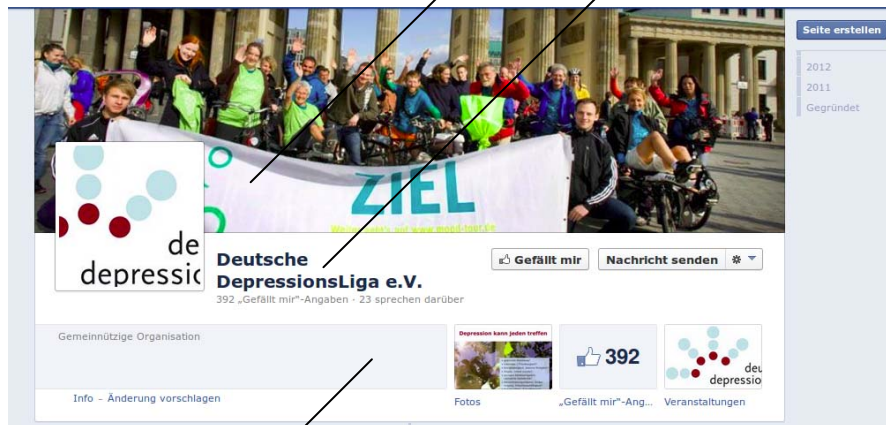 Seite erstellen
2012
2011
Gegründet
ZIEL
de
depressic
Deutsche
DepressionsLiga e.V.
392 „Gefällt mir“-Angaben · 23 sprechen darüber
Gefällt mir
Nachricht senden
Gemeinnützige Organisation
Info – Änderung vorschlagen
Depression kann jeden treffen
Fotos
392
„Gefällt mir“-Ang...
deu
depressio
Veranstaltungen